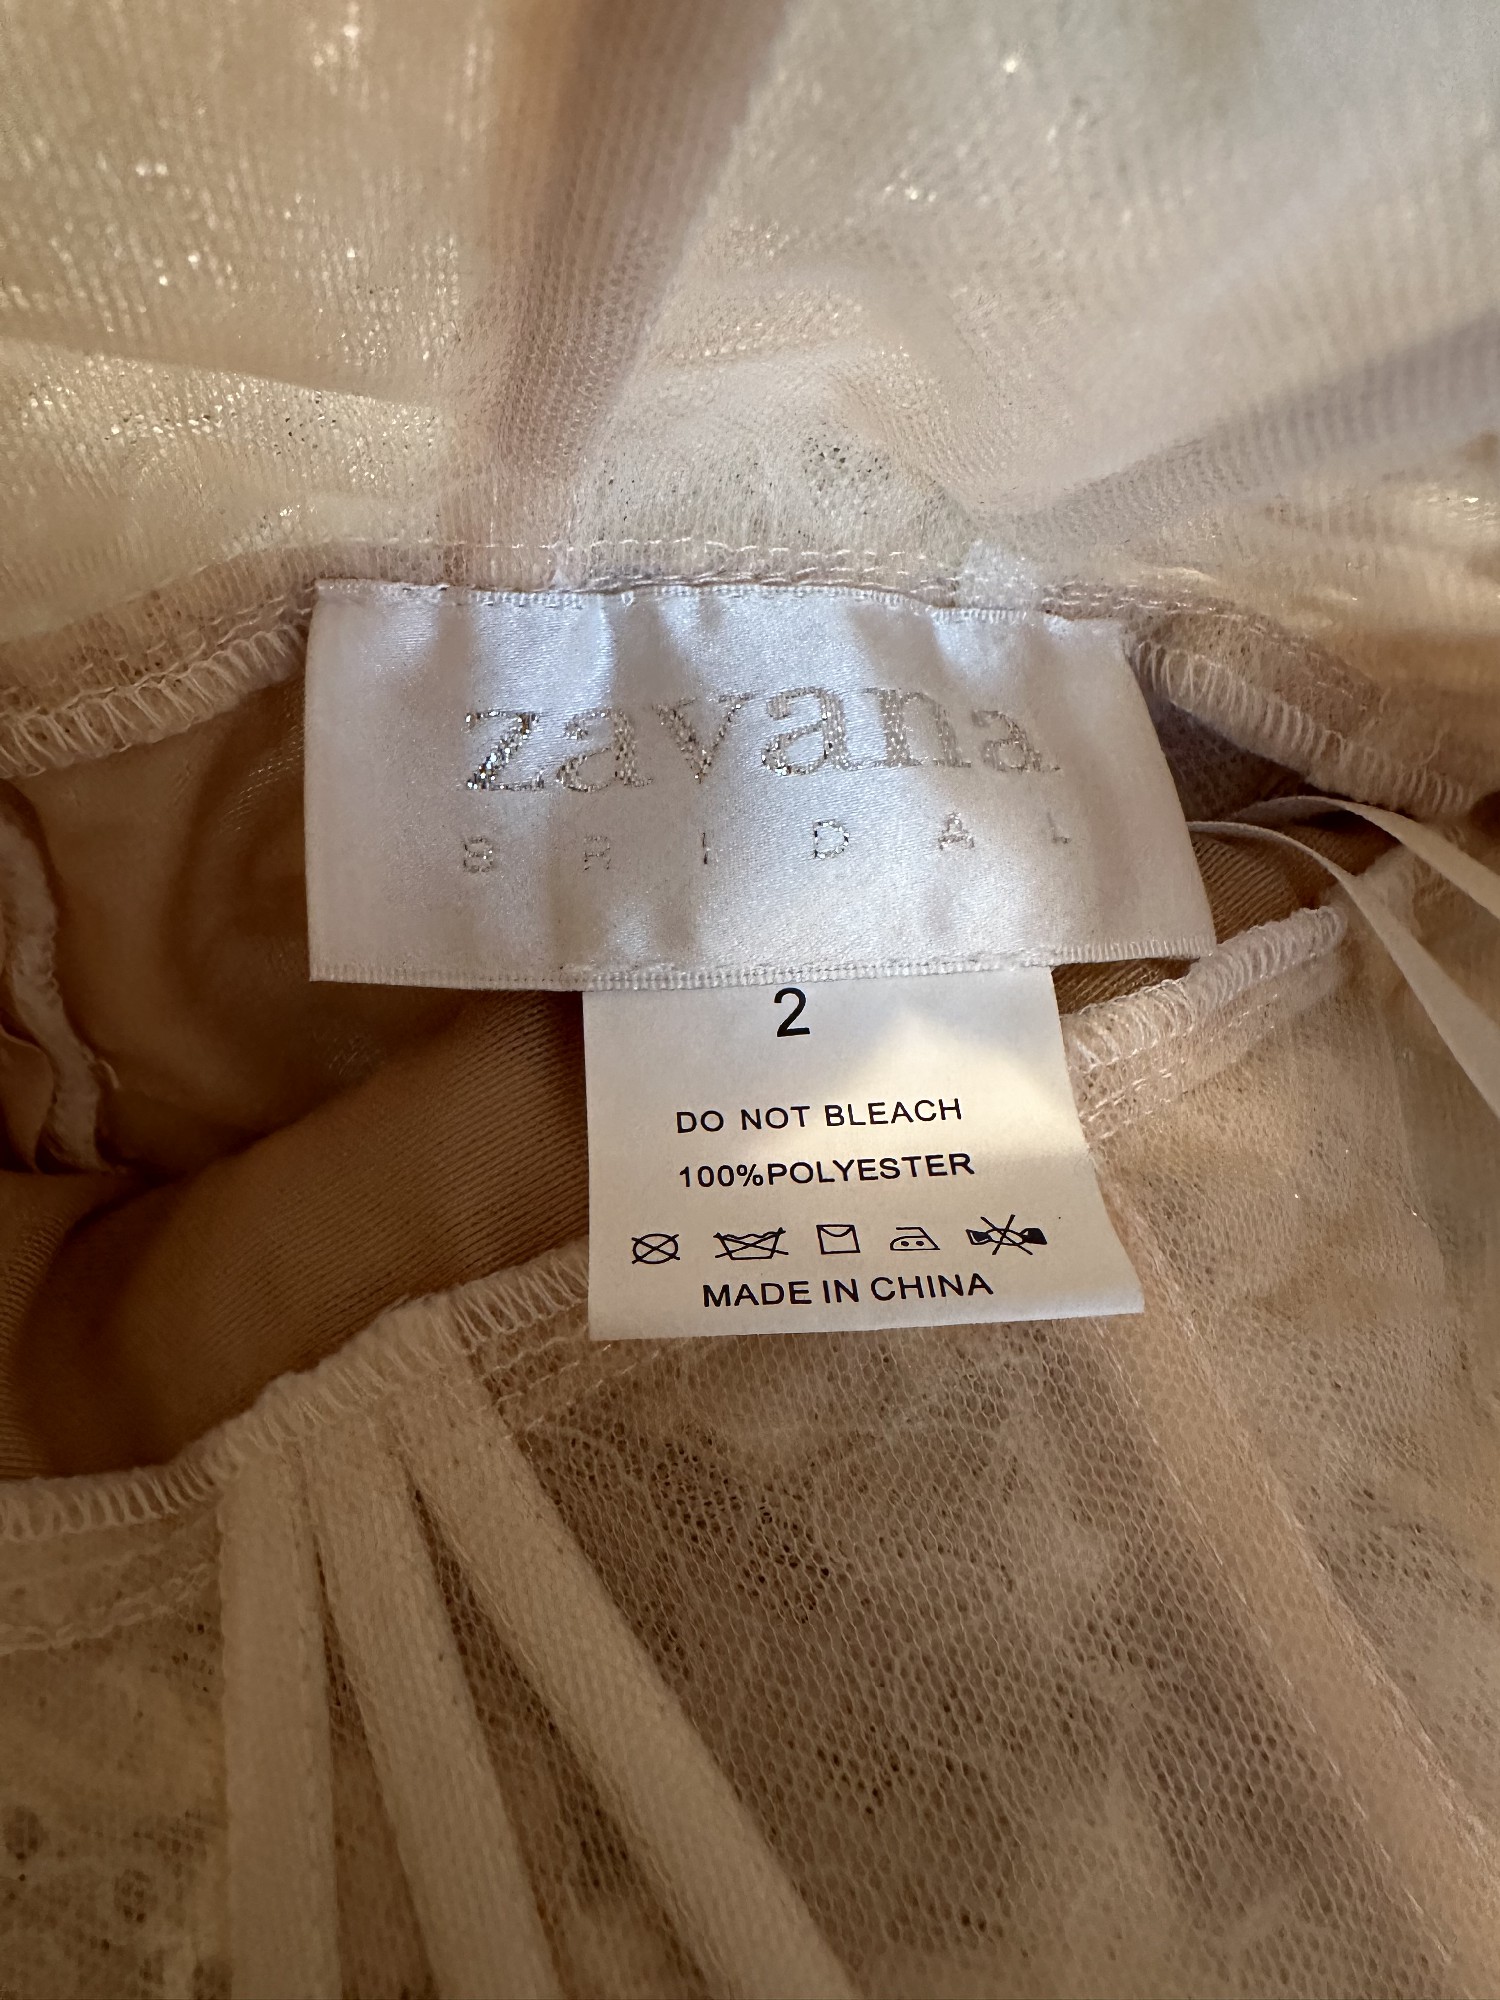 zavana
BRIDAL
2
DO NOT BLEACH
100%POLYESTER
MADE IN CHINA